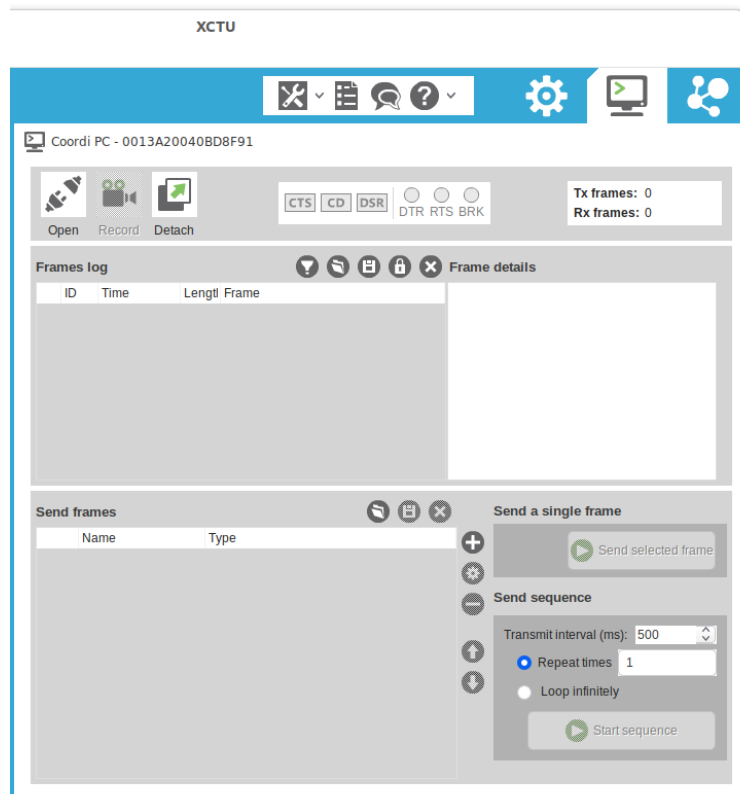 XCTU
Coordi PC - 0013A20040BD8F91
Open Record Detach
CTS CD DSR DTR RTS BRK
Tx frames: 0
Rx frames: 0
Frames log
Frame details
ID Time Lengtl Frame
Send frames
Name Type
Send a single frame
Send selected frame
Send sequence
Transmit interval (ms): 500
Repeat times 1
Loop infinitely
Start sequence